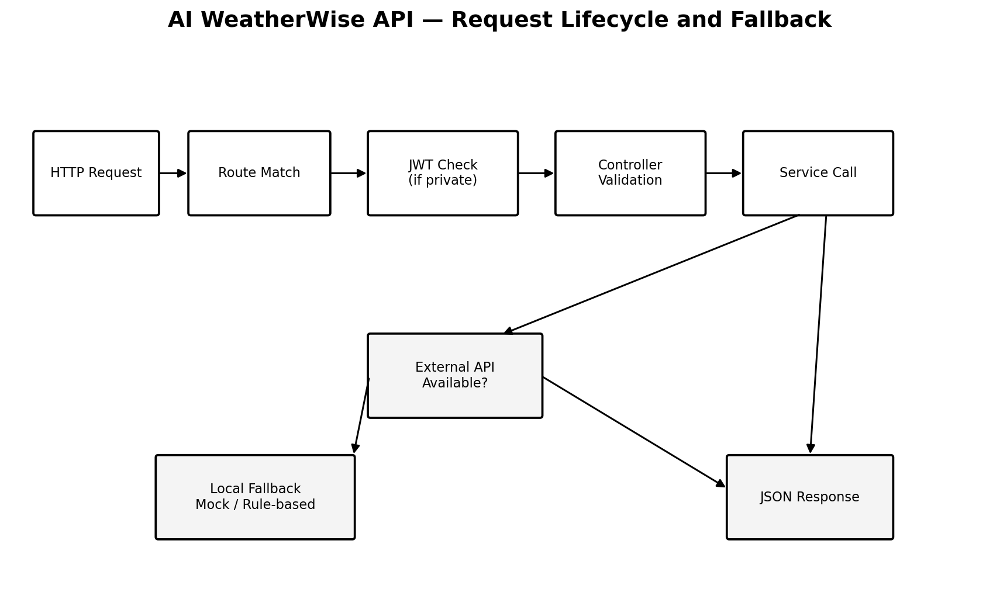 AI WeatherWise API — Request Lifecycle and Fallback
HTTP Request
Route Match
JWT Check
(if private)
Controller
Validation
Service Call
External API
Available?
Local Fallback
Mock / Rule-based
JSON Response